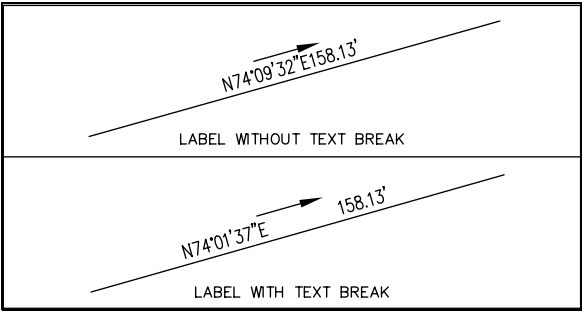 N74°09'32"E158.13'
LABEL WITHOUT TEXT BREAK
N74°01'37"E 158.13'
LABEL WITH TEXT BREAK